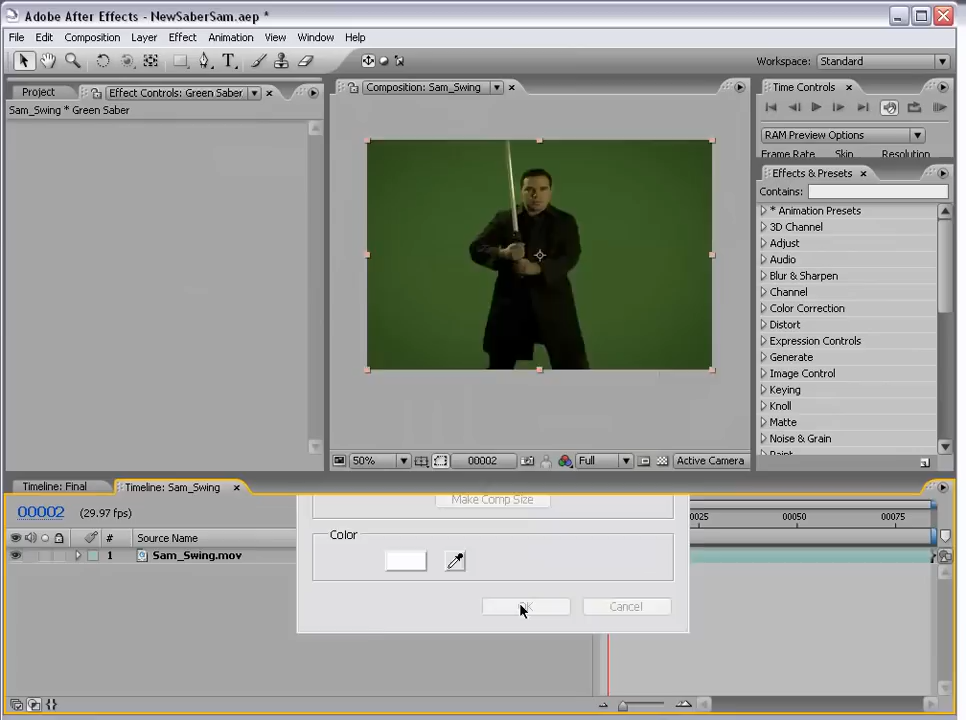 Adobe After Effects - NewSaberSam.aep *
File Edit Composition Layer Effect Animation View Window Help
Workspace: Standard
Project Effect Controls: Green Saber
Sam_Swing * Green Saber
Composition: Sam_Swing
Time Controls
RAM Preview Options
Frame Rate Skip Resolution
Effects & Presets
Contains:
* Animation Presets
3D Channel
Adjust
Audio
Blur & Sharpen
Channel
Color Correction
Distort
Expression Controls
Generate
Image Control
Keying
Knoll
Matte
Noise & Grain
Paint
50% 00002 Full Active Camera
Timeline: Final Timeline: Sam_Swing
00002 (29.97 fps)
# Source Name
1 Sam_Swing.mov
00025 00050 00075
Make Comp Size
Color
OK Cancel